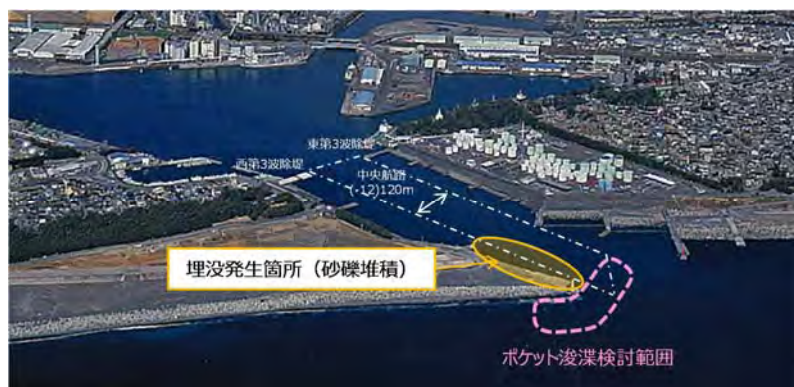 東第3波除堤
西第3波除堤
中央航路
(-12)120m
埋没発生箇所（砂礫堆積）
ポケット浚渫検討範囲